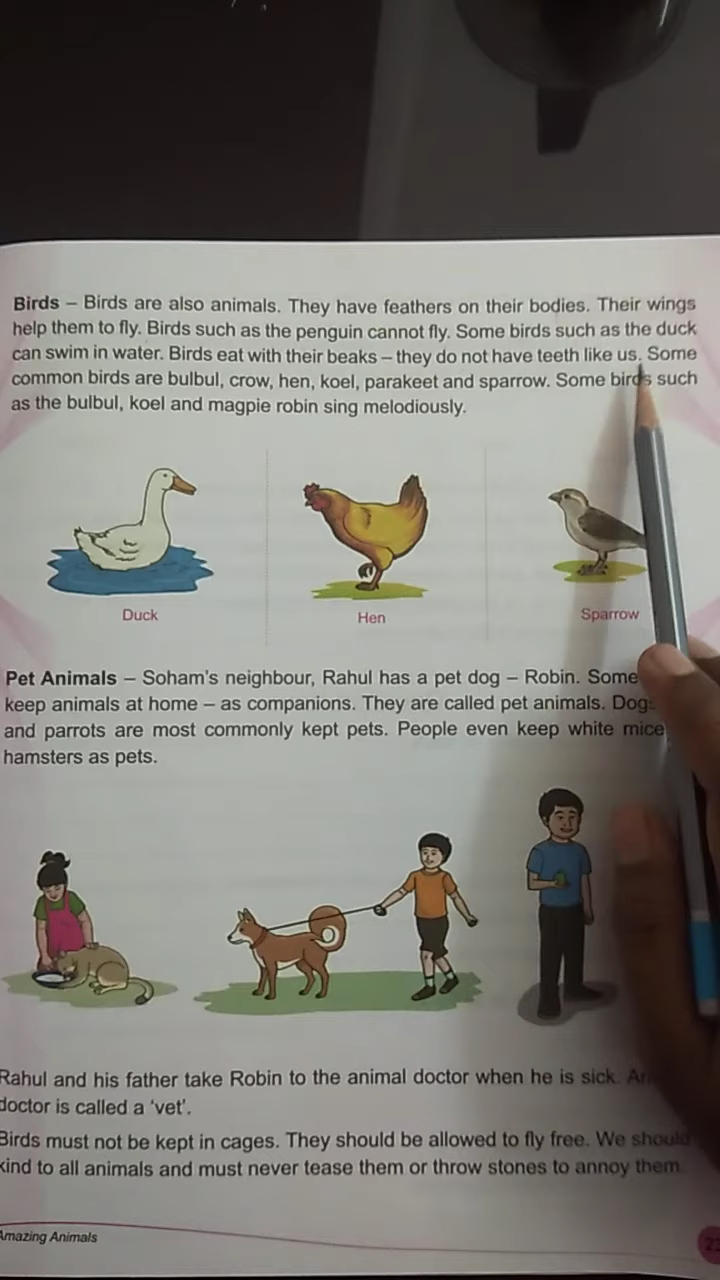 Birds – Birds are also animals. They have feathers on their bodies. Their wings
help them to fly. Birds such as the penguin cannot fly. Some birds such as the duck
can swim in water. Birds eat with their beaks – they do not have teeth like us. Some
common birds are bulbul, crow, hen, koel, parakeet and sparrow. Some birds such
as the bulbul, koel and magpie robin sing melodiously.
Duck
Hen
Sparrow
Pet Animals – Soham's neighbour, Rahul has a pet dog – Robin. Some
keep animals at home – as companions. They are called pet animals. Dogs
and parrots are most commonly kept pets. People even keep white mice
hamsters as pets.
Rahul and his father take Robin to the animal doctor when he is sick.
doctor is called a 'vet'.
Birds must not be kept in cages. They should be allowed to fly free. We should
kind to all animals and must never tease them or throw stones to annoy them.
Amazing Animals